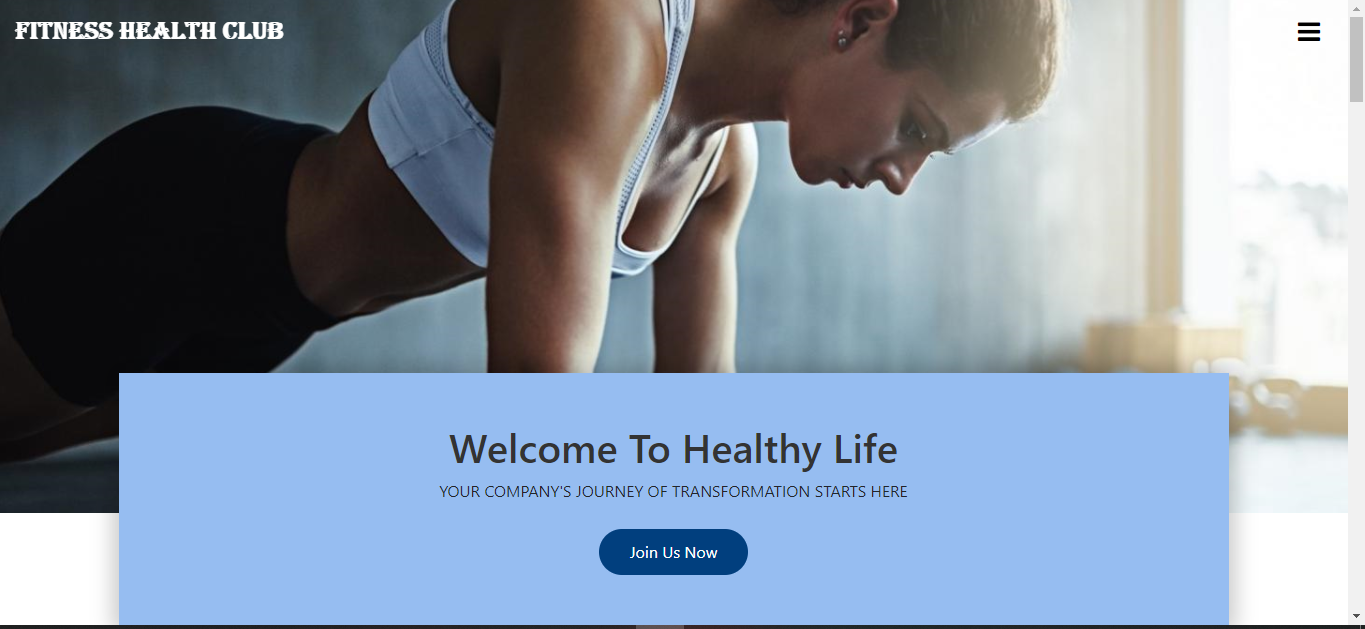 FITNESS HEALTH CLUB
Welcome To Healthy Life
YOUR COMPANY'S JOURNEY OF TRANSFORMATION STARTS HERE
Join Us Now